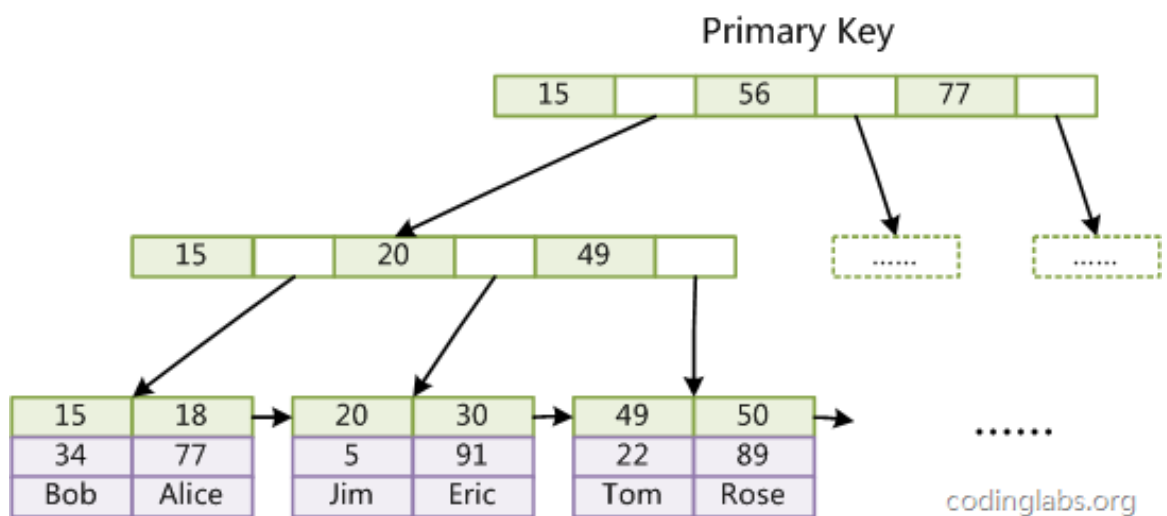 Primary Key
15 56 77
15 20 49
...... ......
15 18 20 30 49 50
......
34 77 5 91 22 89
Bob Alice Jim Eric Tom Rose
codinglabs.org